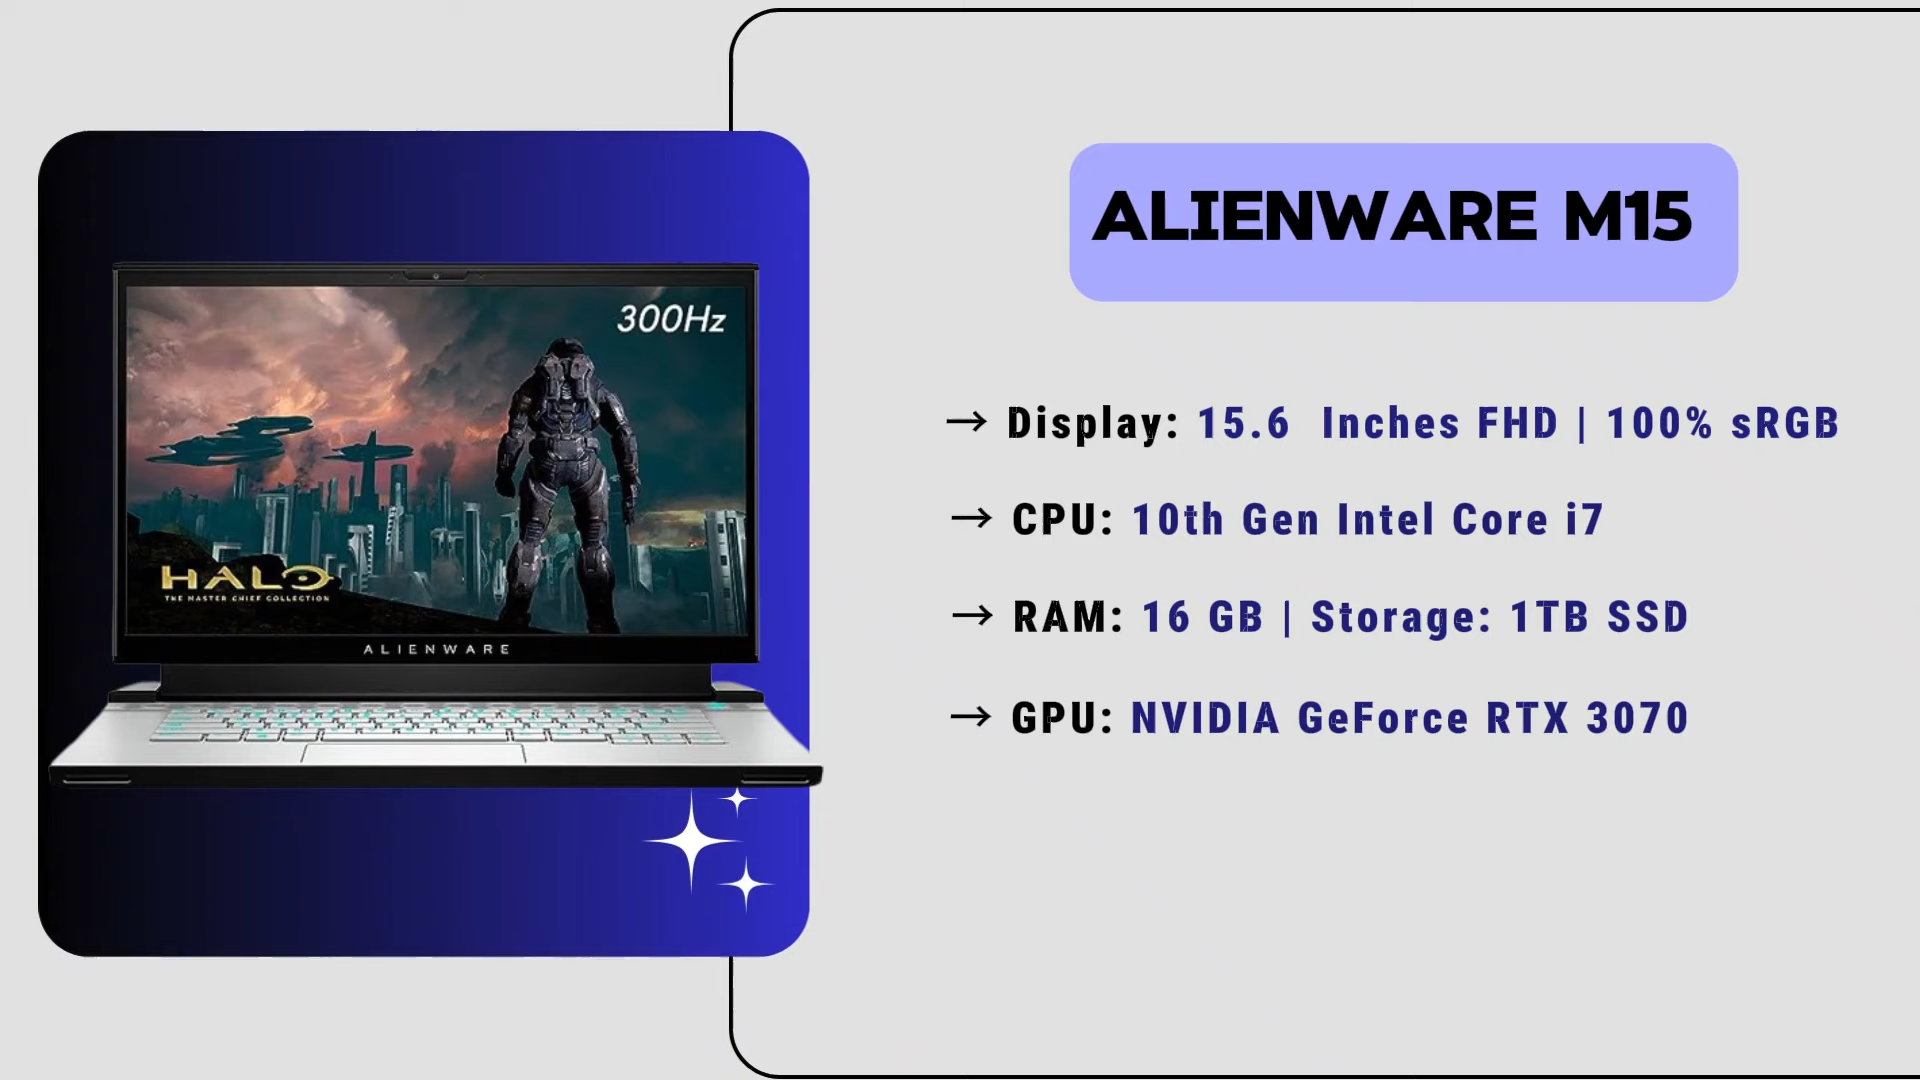 300Hz
HALO
THE MASTER CHIEF COLLECTION
ALIENWARE
ALIENWARE M15
→ Display: 15.6 Inches FHD | 100% sRGB
→ CPU: 10th Gen Intel Core i7
→ RAM: 16 GB | Storage: 1TB SSD
→ GPU: NVIDIA GeForce RTX 3070